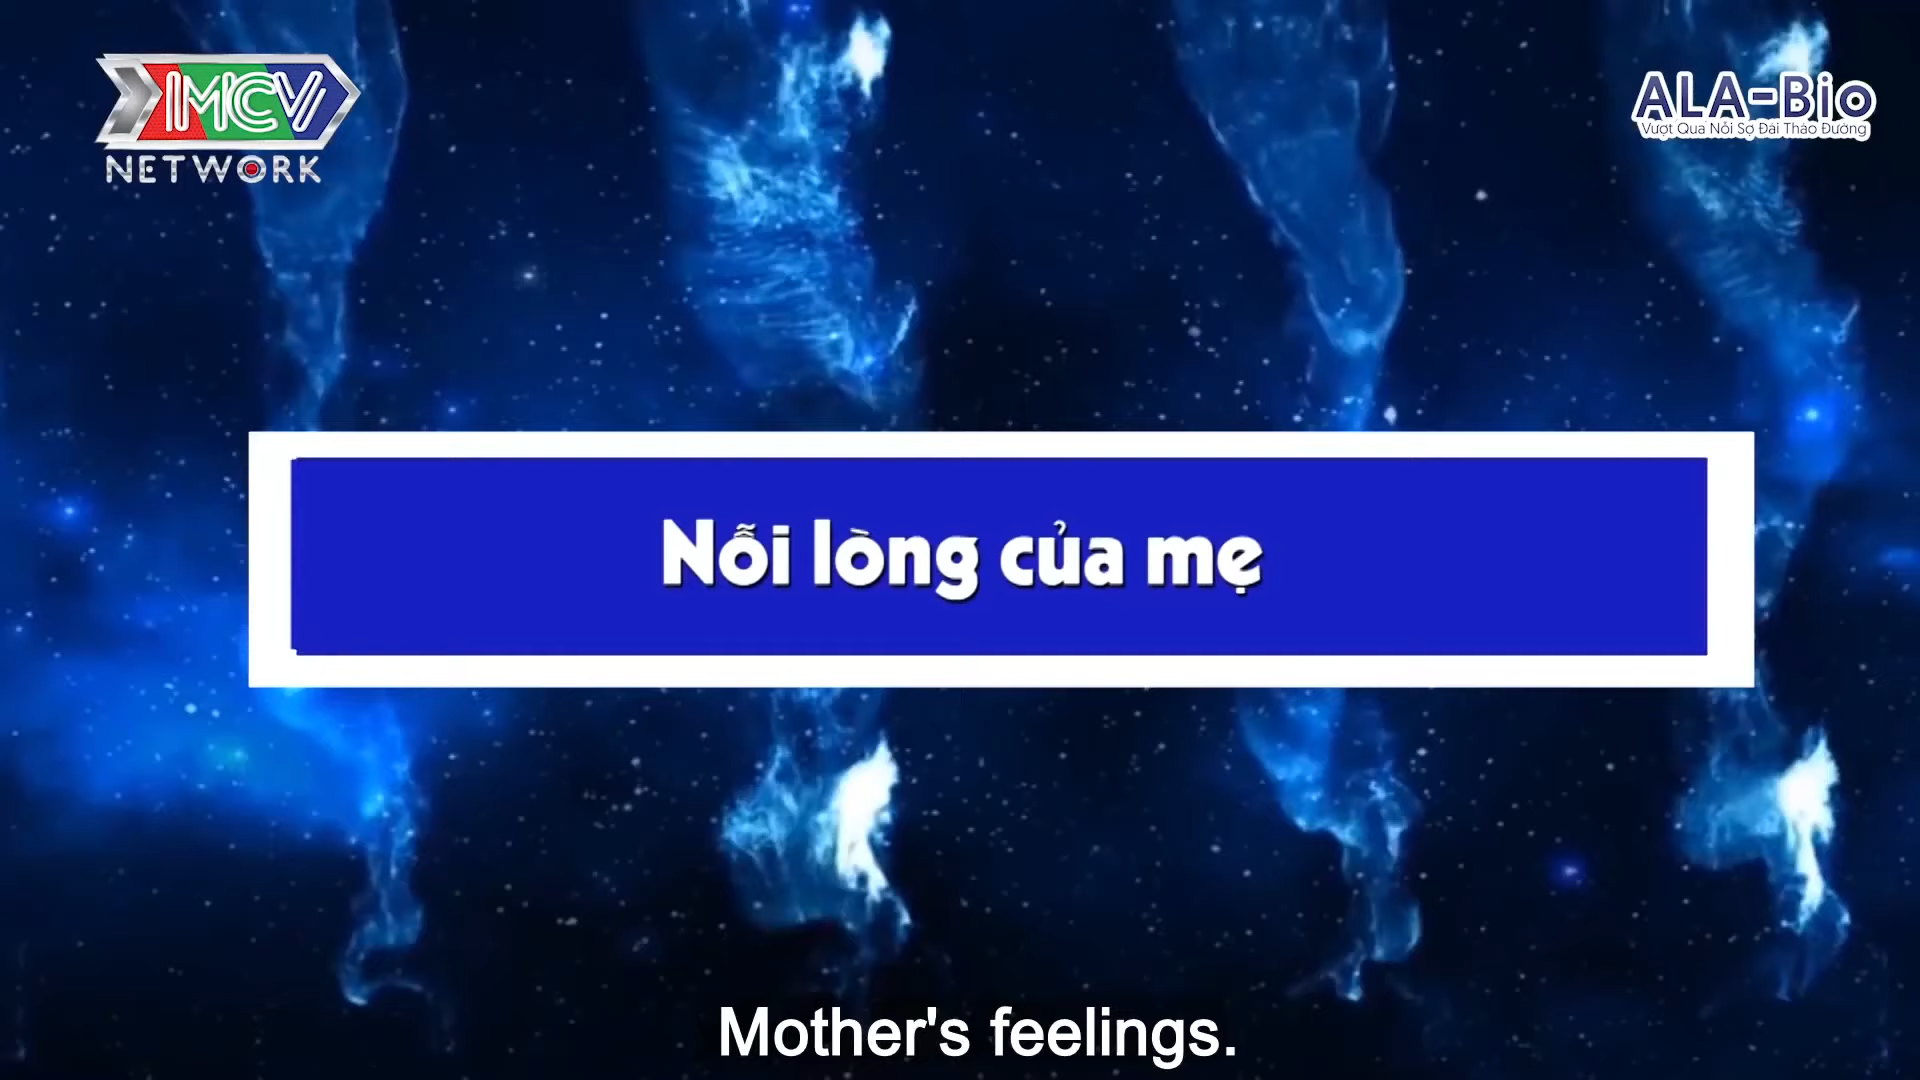 MCV
NETWORK
ALA-Bio
Vượt Qua Nỗi Sợ Đái Tháo Đường
Nỗi lòng của mẹ
Mother's feelings.